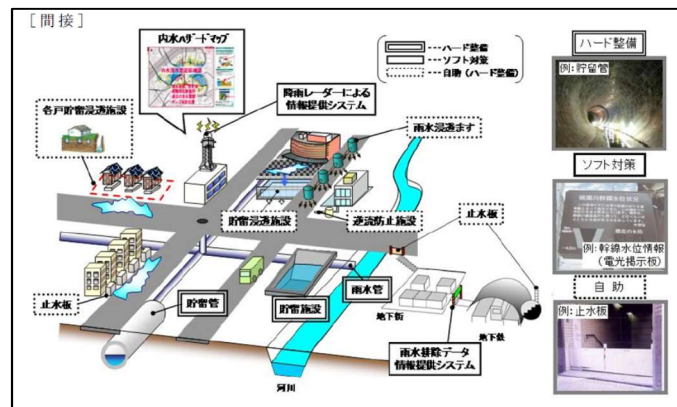 ［間接］
内水ハザードマップ
‥‥ハード整備
‥‥ソフト対策
‥‥自助（ハード整備）
降雨レーダーによる
情報提供システム
各戸貯留浸透施設
雨水浸透ます
貯留浸透施設
逆流防止施設
止水板
止水板
貯留管
貯留施設
雨水管
地下街
地下鉄
雨水排除データ
情報提供システム
河川
ハード整備
例：貯留管
ソフト対策
例：幹線水位情報
（電光掲示板）
自 助
例：止水板